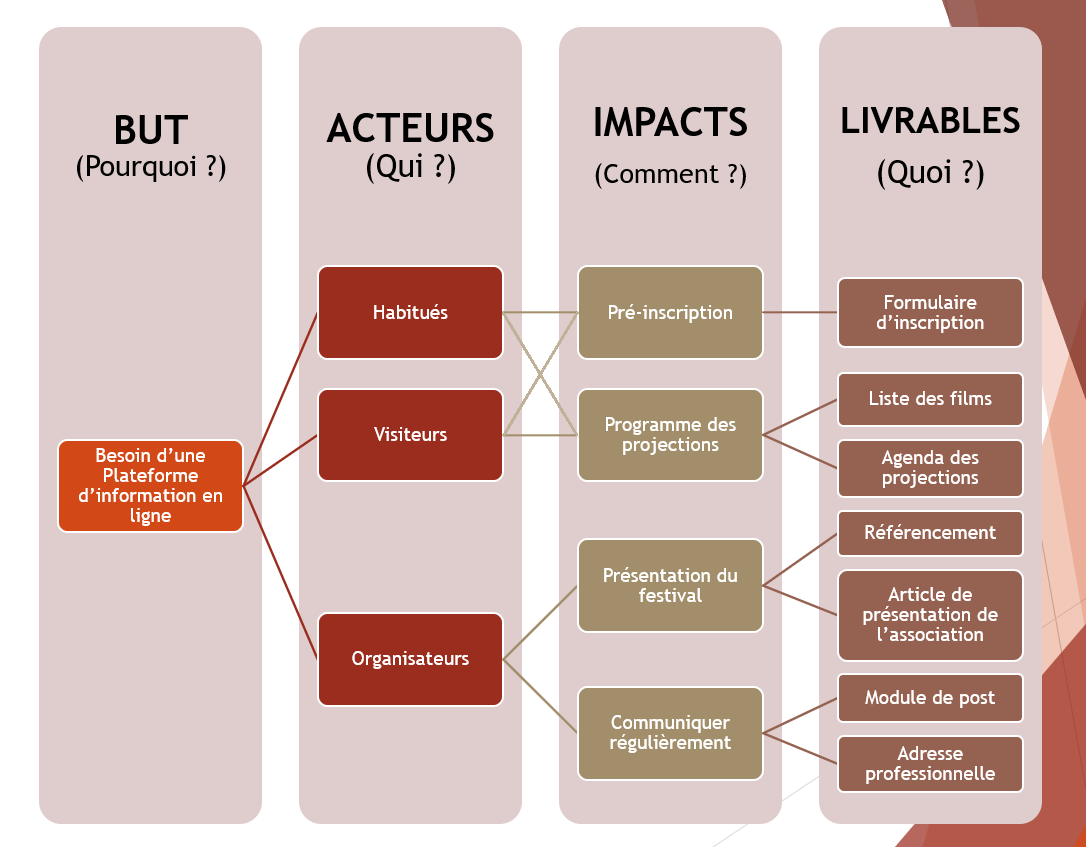 BUT
(Pourquoi ?)
ACTEURS
(Qui ?)
IMPACTS
(Comment ?)
LIVRABLES
(Quoi ?)
Besoin d’une
Plateforme
d’information en
ligne
Habitués
Visiteurs
Organisateurs
Pré-inscription
Programme des
projections
Présentation du
festival
Communiquer
régulièrement
Formulaire
d’inscription
Liste des films
Agenda des
projections
Référencement
Article de
présentation de
l’association
Module de post
Adresse
professionnelle